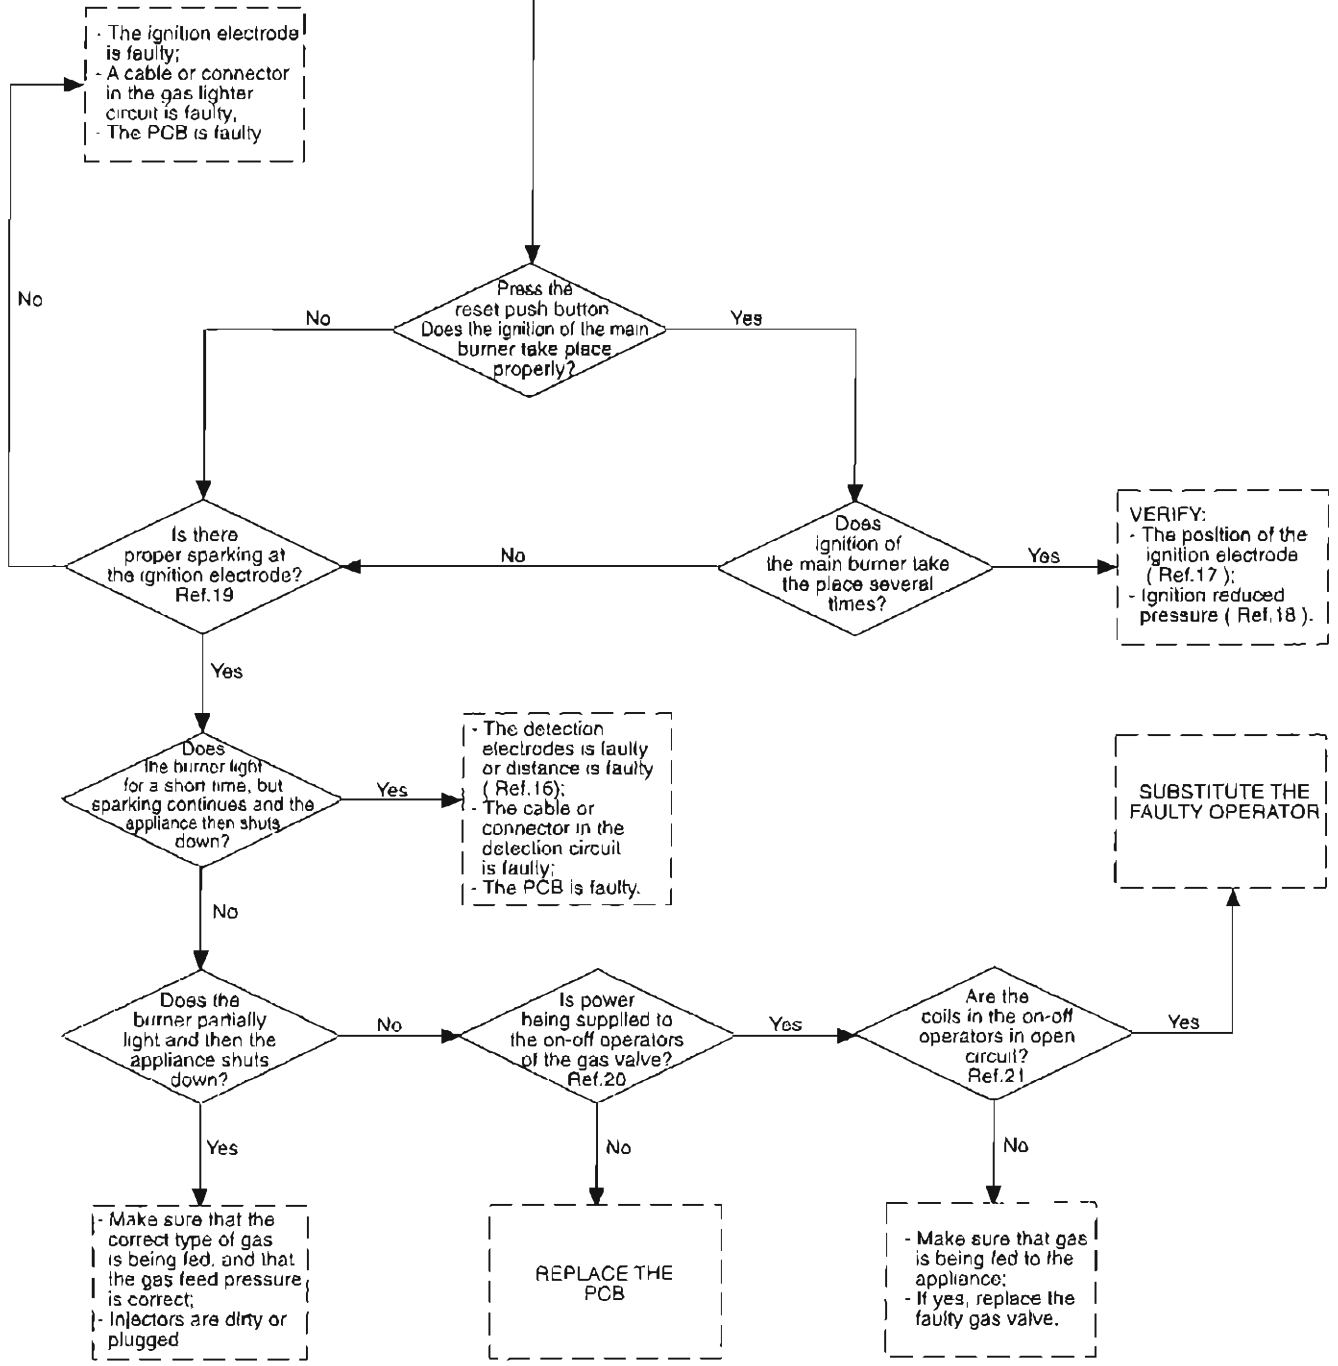 - The ignition electrode
is faulty;
- A cable or connector
in the gas lighter
circuit is faulty,
- The PCB is faulty
No
Press the
reset push button
Does the ignition of the main
burner take place
properly?
No
Yes
Is there
proper sparking at
the ignition electrode?
Ref.19
No
Does
ignition of
the main burner take
the place several
times?
Yes
VERIFY:
- The position of the
ignition electrode
( Ref.17 );
- Ignition reduced
pressure ( Ref.18 ).
Yes
Does
the burner light
for a short time, but
sparking continues and the
appliance then shuts
down?
Yes
- The detection
electrodes is faulty
or distance is faulty
( Ref.16);
- The cable or
connector in the
detection circuit
is faulty;
- The PCB is faulty.
SUBSTITUTE THE
FAULTY OPERATOR
No
Does the
burner partially
light and then the
appliance shuts
down?
No
Is power
being supplied to
the on-off operators
of the gas valve?
Ref.20
Yes
Are the
coils in the on-off
operators in open
circuit?
Ref.21
Yes
Yes
No
No
- Make sure that the
correct type of gas
is being fed, and that
the gas feed pressure
is correct;
- Injectors are dirty or
plugged
REPLACE THE
PCB
- Make sure that gas
is being fed to the
appliance;
- If yes, replace the
faulty gas valve.